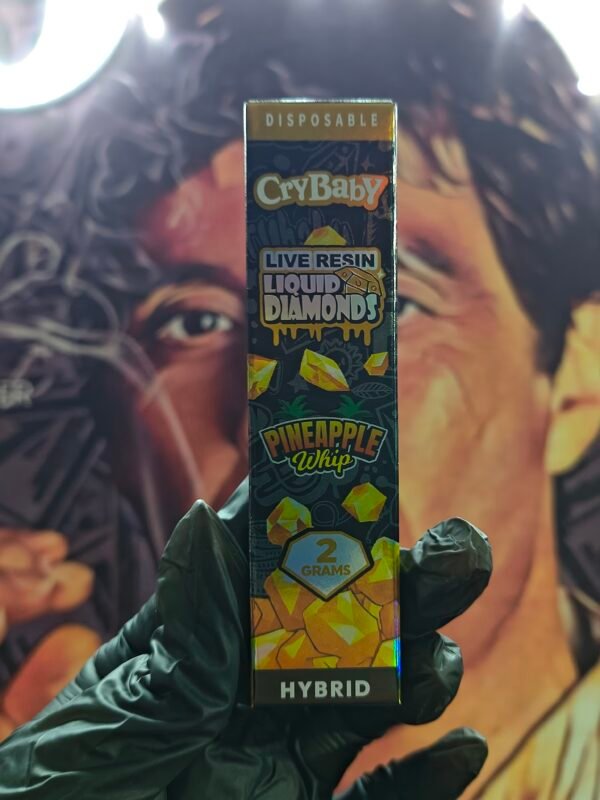 DISPOSABLE
CryBaby
LIVE RESIN
LIQUID
DIAMONDS
PINEAPPLE
Whip
2
GRAMS
HYBRID